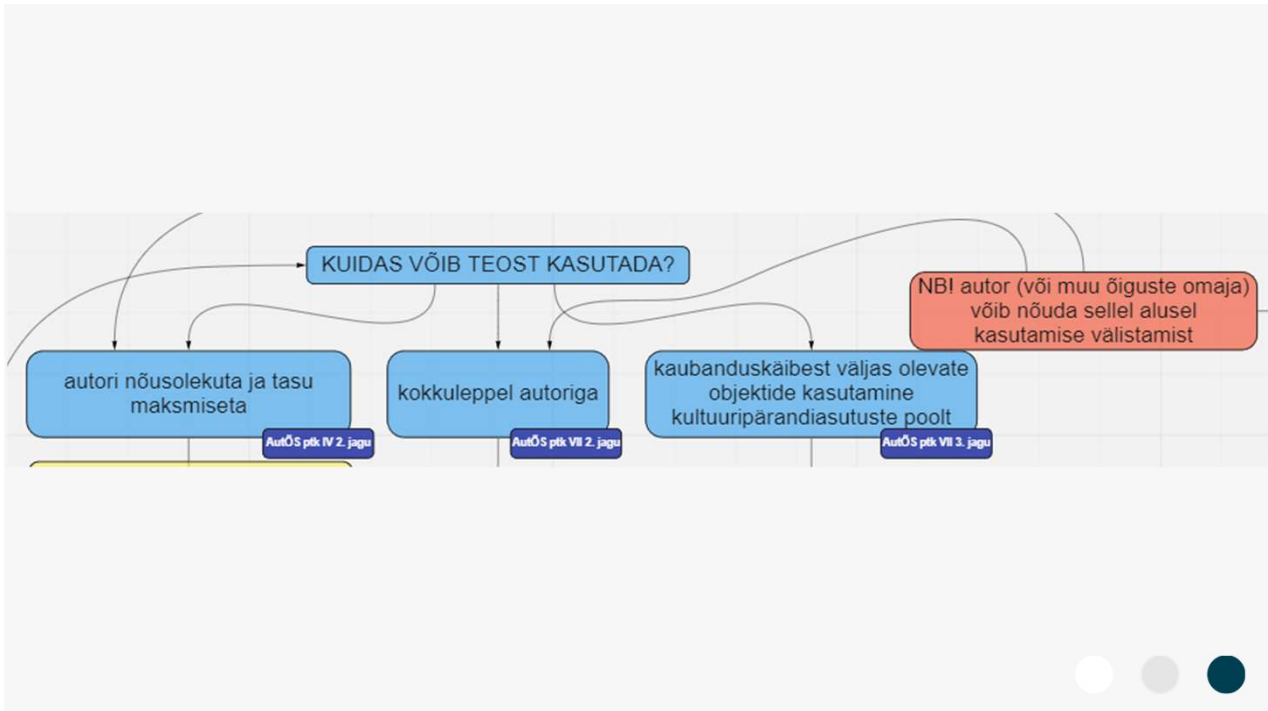 KUIDAS VÕIB TEOST KASUTADA?
NB! autor (või muu õiguste omaja)
võib nõuda sellel alusel
kasutamise välistamist
autori nõusolekuta ja tasu
maksmiseta
AutÕS ptk IV 2. jagu
kokkuleppel autoriga
AutÕS ptk VII 2. jagu
kaubanduskäibest väljas olevate
objektide kasutamine
kultuuripärandiasutuste poolt
AutÕS ptk VII 3. jagu